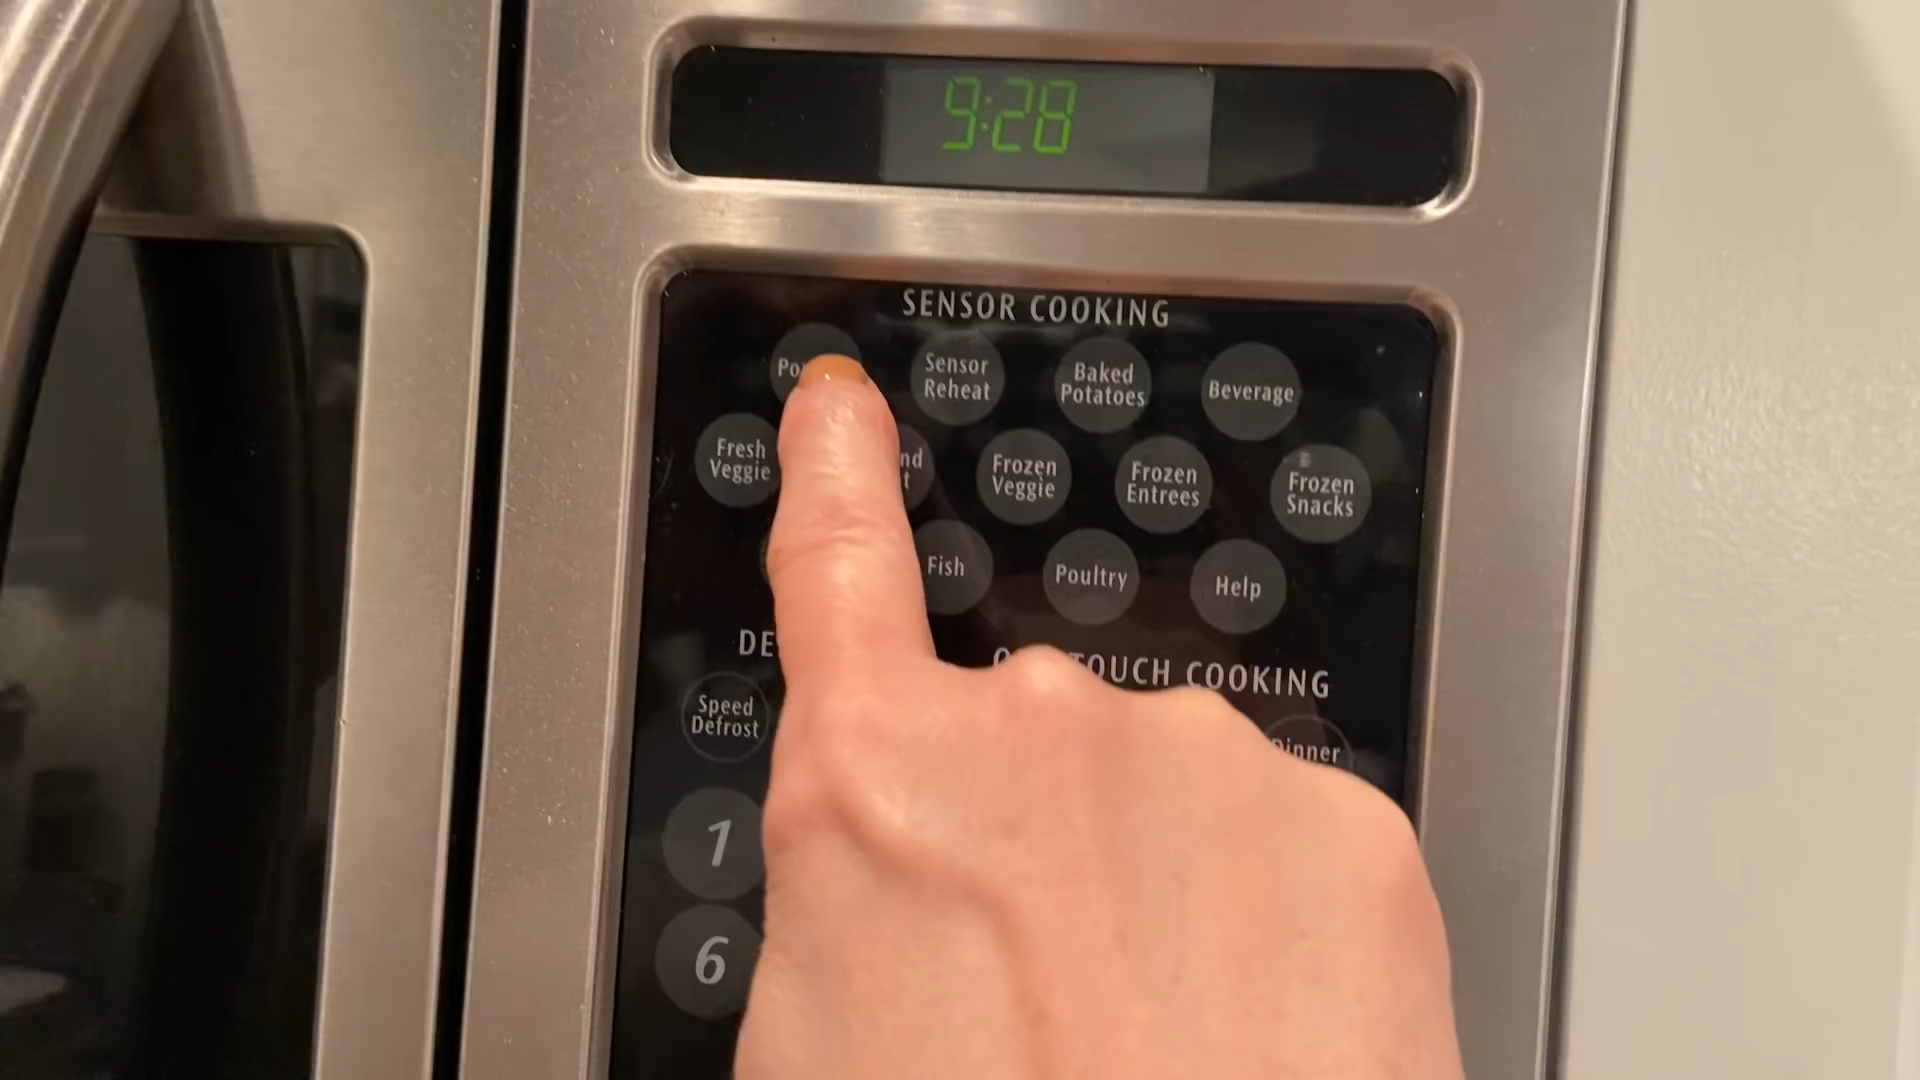 9:28
SENSOR COOKING
Sensor
Reheat
Baked
Potatoes
Beverage
Fresh
Veggie
Frozen
Veggie
Frozen
Entrees
Frozen
Snacks
Fish
Poultry
Help
TOUCH COOKING
Speed
Defrost
Dinner
1
6